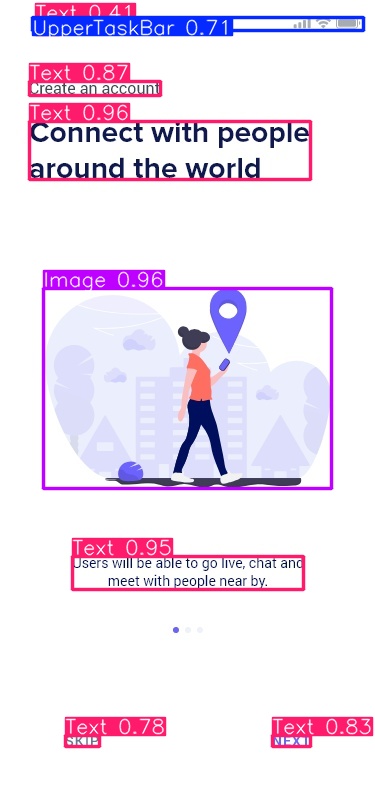 Text 0.41
UpperTaskBar 0.71
Text 0.87
Create an account
Text 0.96
Connect with people
around the world
Image 0.96
Text 0.95
Users will be able to go live, chat and
meet with people near by.
Text 0.78
SKIP
Text 0.83
NEXT